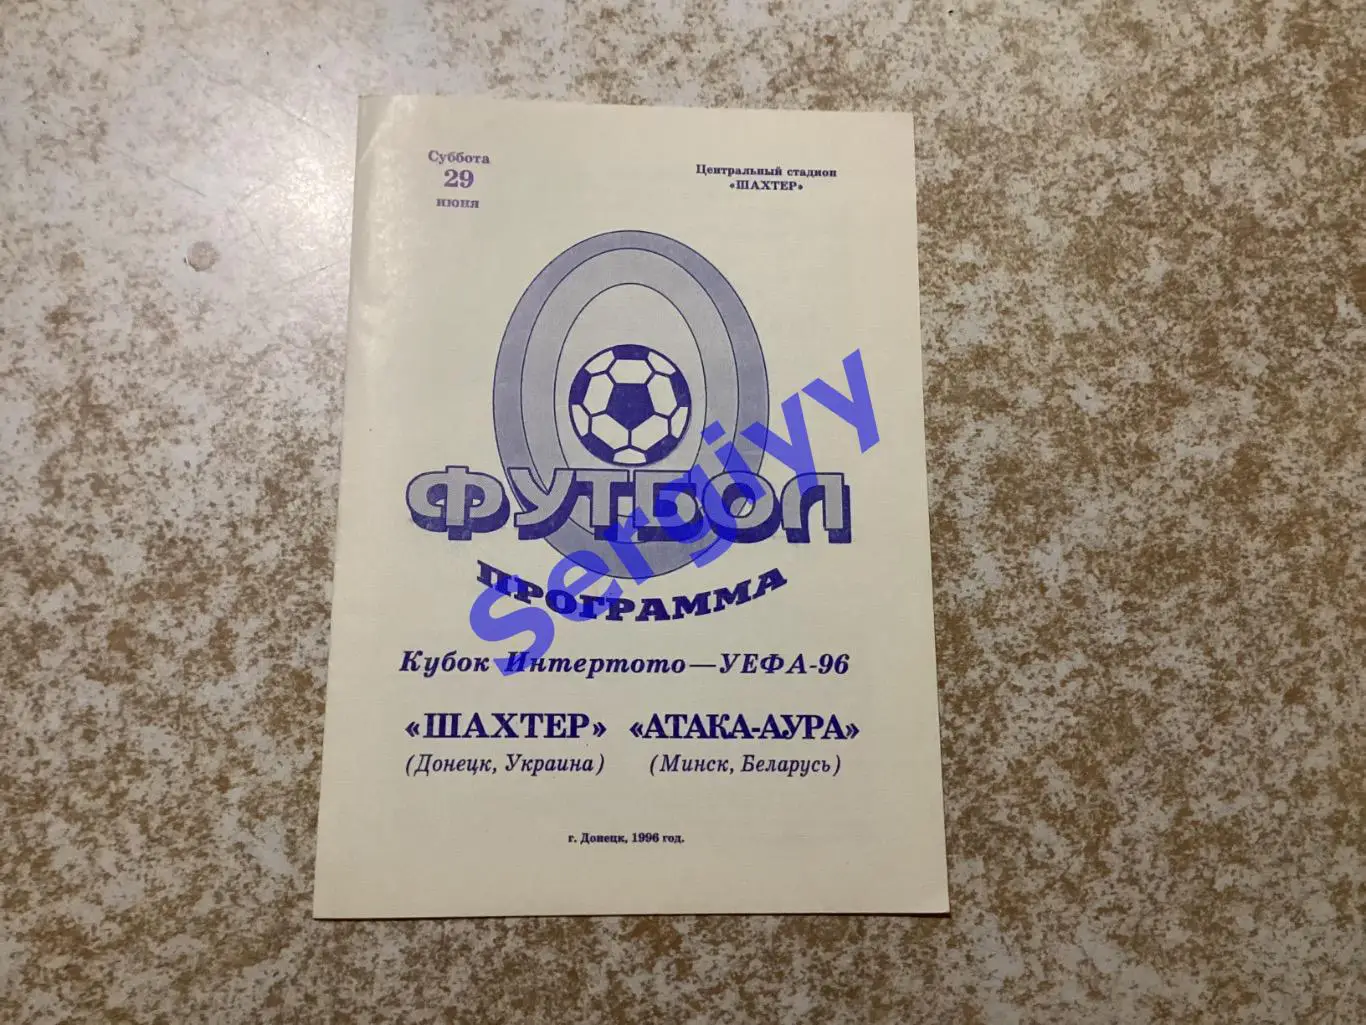 Суббота
29
июня
Центральный стадион
«ШАХТЕР»
ФУТБОЛ
ПРОГРАММА
Кубок Интертото—УЕФА-96
«ШАХТЕР» «АТАКА-АУРА»
(Донецк, Украина) (Минск, Беларусь)
г. Донецк, 1996 год.
sergiyy